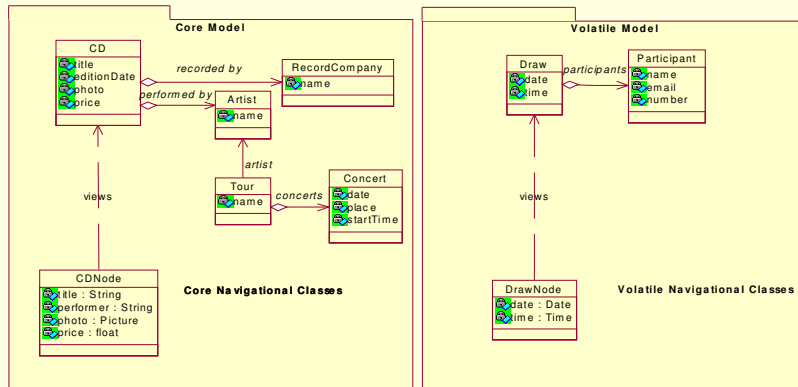 Core Model
CD
title
editionDate
photo
price
recorded by
performed by
RecordCompany
name
Artist
name
artist
Tour
name
concerts
Concert
date
place
startTime
views
CDNode
title : String
performer : String
photo : Picture
price : float
Core Navigational Classes
Volatile Model
Draw
date
time
participants
Participant
name
email
number
views
DrawNode
date : Date
time : Time
Volatile Navigational Classes